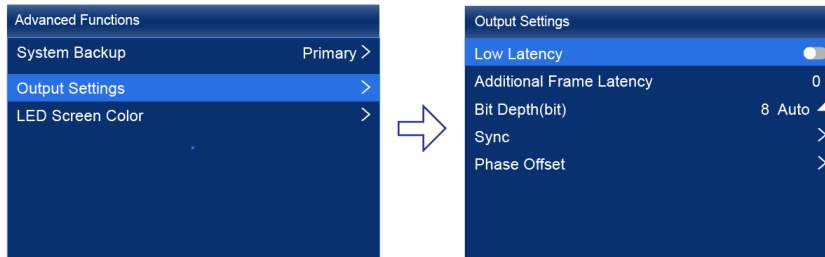 Advanced Functions
System Backup Primary >
Output Settings >
LED Screen Color >
Output Settings
Low Latency
Additional Frame Latency 0
Bit Depth(bit) 8 Auto
Sync >
Phase Offset >